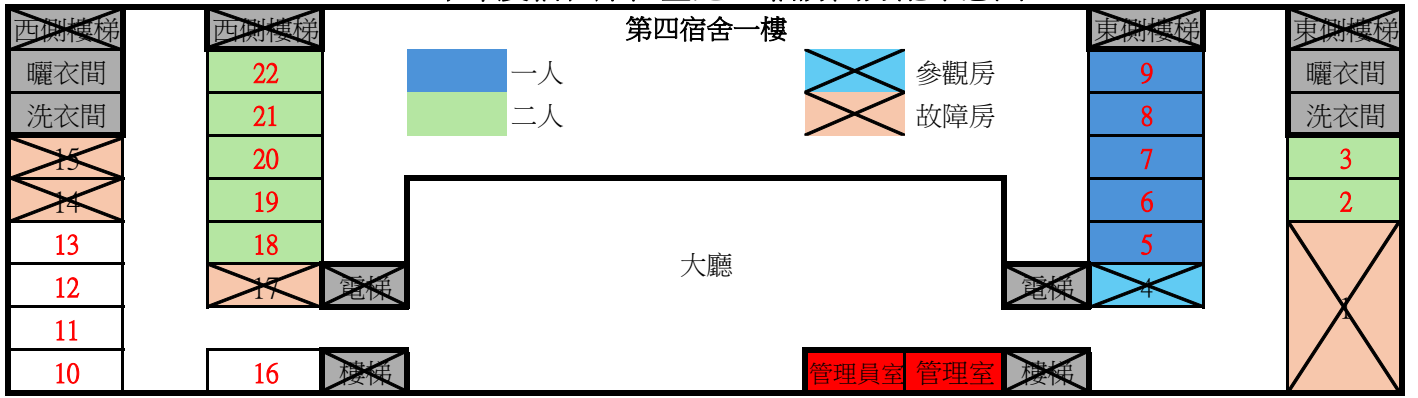 第四宿舍一樓
西側樓梯 西側樓梯 東側樓梯 東側樓梯
曬衣間 22 一人 參觀房 9 曬衣間
洗衣間 21 二人 故障房 8 洗衣間
15 20 7 3
14 19 6 2
13 18 大廳 5
12 17 電梯 電梯 4 1
11
10 16 樓梯 管理員室 管理室 樓梯